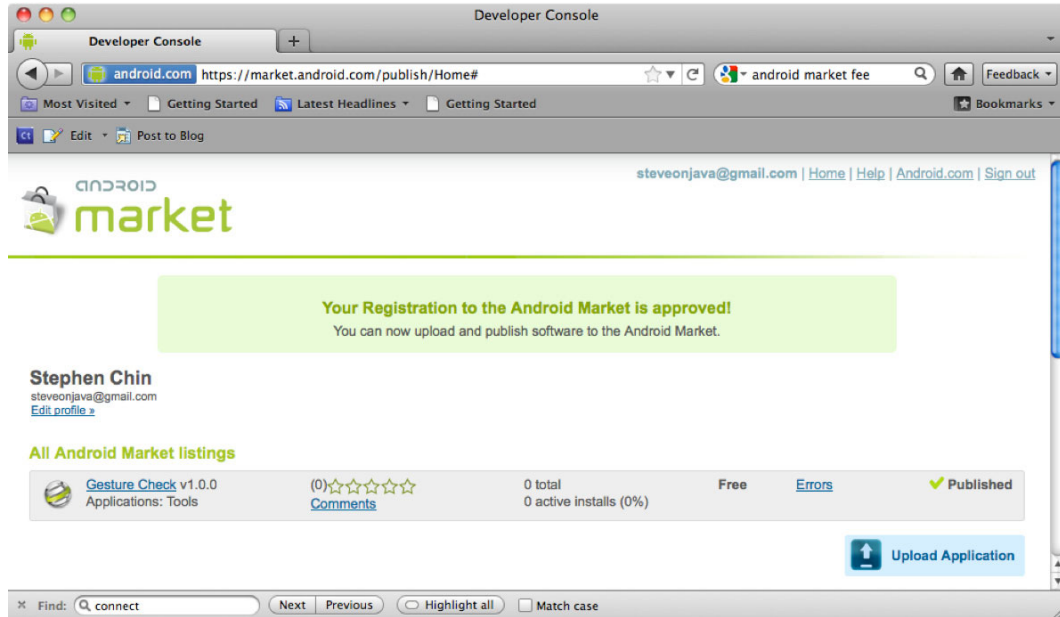 Developer Console
Developer Console
+
android.com https://market.android.com/publish/Home# android market fee Feedback
Most Visited Getting Started Latest Headlines Getting Started Bookmarks
Ct Edit Post to Blog
steveonjava@gmail.com | Home | Help | Android.com | Sign out
android
market
Your Registration to the Android Market is approved!
You can now upload and publish software to the Android Market.
Stephen Chin
steveonjava@gmail.com
Edit profile »
All Android Market listings
Gesture Check v1.0.0 (0) 0 total Free Errors Published
Applications: Tools Comments 0 active installs (0%)
Upload Application
× Find: connect Next Previous Highlight all Match case